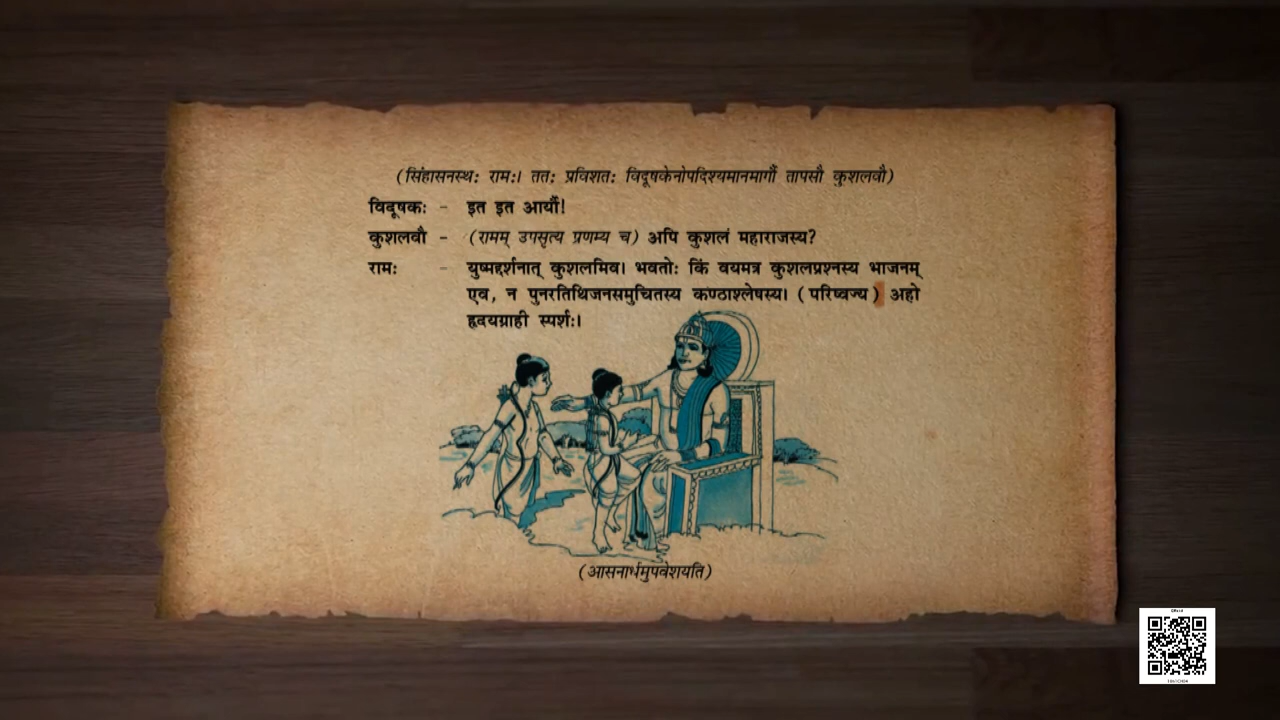 (सिंहासनस्थः रामः। ततः प्रविशतः विदूषकेनोपदिश्यमानमार्गौ तापसौ कुशलवौ)
विदूषकः - इत इत आर्यौ!
कुशलवौ - (रामम् उपसृत्य प्रणम्य च) अपि कुशलं महाराजस्य?
रामः - युष्मद्दर्शनात् कुशलमिव। भवतोः किं वयमत्र कुशलप्रश्नस्य भाजनम्
एव, न पुनरतिथिजनसमुचितस्य कण्ठाश्लेषस्य। (परिष्वज्य) अहो
हृदयग्राही स्पर्शः।
(आसनार्धमुपवेशयति)